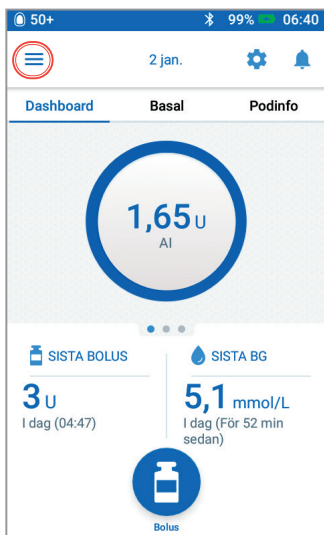 50+ 99% 06:40
2 jan.
Dashboard Basal Podinfo
1,65 U
AI
SISTA BOLUS
3 U
I dag (04:47)
SISTA BG
5,1 mmol/L
I dag (För 52 min
sedan)
Bolus